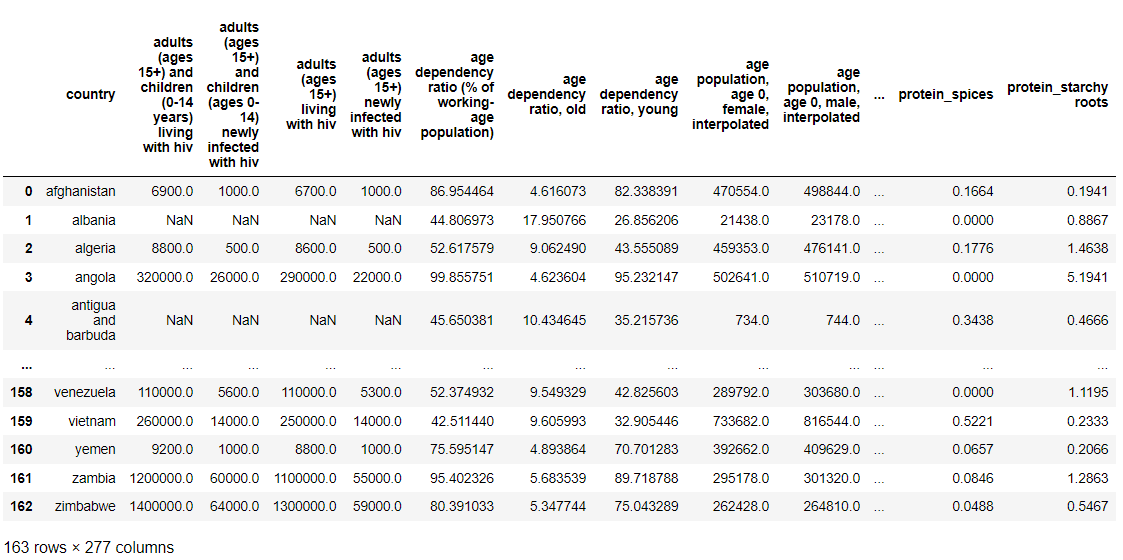 country adults (ages 15+) and children (0-14 years) living with hiv adults (ages 15+) and children (ages 0-14) newly infected with hiv adults (ages 15+) living with hiv adults (ages 15+) newly infected with hiv age dependency ratio (% of working-age population) age dependency ratio, old age dependency ratio, young age population, age 0, female, interpolated age population, age 0, male, interpolated ... protein_spices protein_starchy roots
0 afghanistan 6900.0 1000.0 6700.0 1000.0 86.954464 4.616073 82.338391 470554.0 498844.0 ... 0.1664 0.1941
1 albania NaN NaN NaN NaN 44.806973 17.950766 26.856206 21438.0 23178.0 ... 0.0000 0.8867
2 algeria 8800.0 500.0 8600.0 500.0 52.617579 9.062490 43.555089 459353.0 476141.0 ... 0.1776 1.4638
3 angola 320000.0 26000.0 290000.0 22000.0 99.855751 4.623604 95.232147 502641.0 510719.0 ... 0.0000 5.1941
4 antigua and barbuda NaN NaN NaN NaN 45.650381 10.434645 35.215736 734.0 744.0 ... 0.3438 0.4666
... ... ... ... ... ... ... ... ... ... ... ... ... ...
158 venezuela 110000.0 5600.0 110000.0 5300.0 52.374932 9.549329 42.825603 289792.0 303680.0 ... 0.0000 1.1195
159 vietnam 260000.0 14000.0 250000.0 14000.0 42.511440 9.605993 32.905446 733682.0 816544.0 ... 0.5221 0.2333
160 yemen 9200.0 1000.0 8800.0 1000.0 75.595147 4.893864 70.701283 392662.0 409629.0 ... 0.0657 0.2066
161 zambia 1200000.0 60000.0 1100000.0 55000.0 95.402326 5.683539 89.718788 295178.0 301320.0 ... 0.0846 1.2863
162 zimbabwe 1400000.0 64000.0 1300000.0 59000.0 80.391033 5.347744 75.043289 262428.0 264810.0 ... 0.0488 0.5467
163 rows × 277 columns